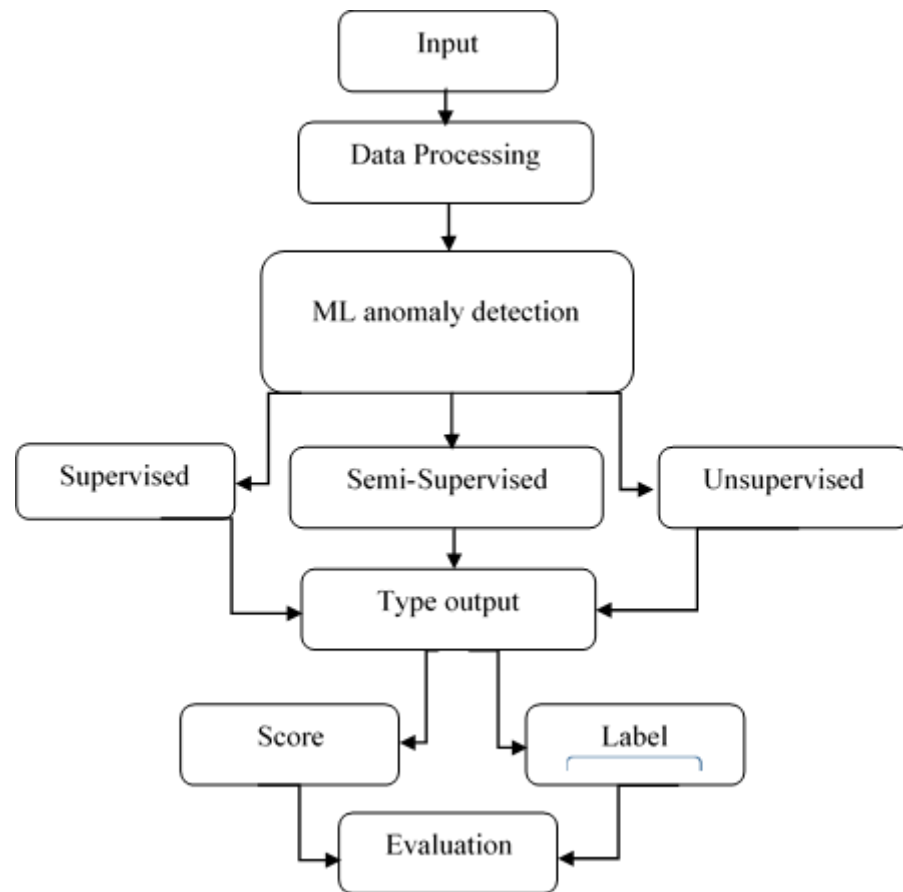 Input
Data Processing
ML anomaly detection
Supervised
Semi-Supervised
Unsupervised
Type output
Score
Label
Evaluation